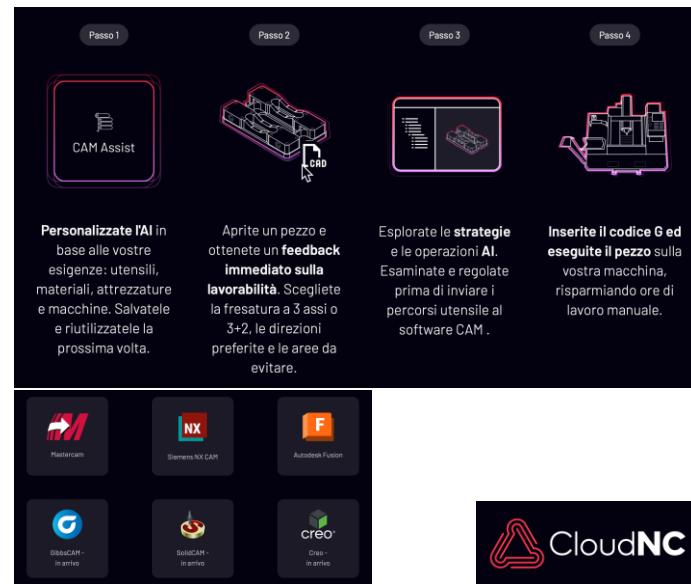 Passo 1
Passo 2
Passo 3
Passo 4
CAM Assist
CAD
Personalizzate l'AI in
base alle vostre
esigenze: utensili,
materiali, attrezzature
e macchine. Salvatele
e riutilizzatele la
prossima volta.
Aprite un pezzo e
ottenete un feedback
immediato sulla
lavorabilità. Scegliete
la fresatura a 3 assi o
3+2, le direzioni
preferite e le aree da
evitare.
Esplorate le strategie
e le operazioni AI.
Esaminate e regolate
prima di inviare i
percorsi utensile al
software CAM .
Inserite il codice G ed
eseguite il pezzo sulla
vostra macchina,
risparmiando ore di
lavoro manuale.
Mastercam
NX
Siemens NX CAM
F
Autodesk Fusion
GibbsCAM -
in arrivo
SolidCAM -
in arrivo
creo
Creo -
in arrivo
CloudNC